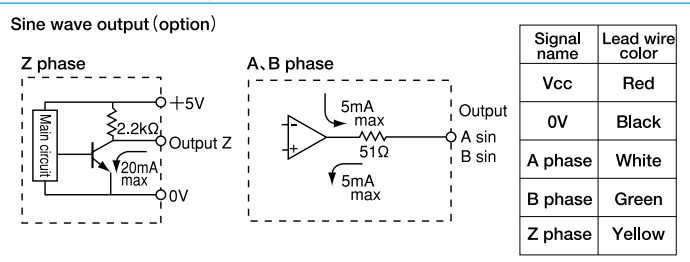 Sine wave output (option)
Z phase
Main circuit
+5V
2.2kΩ
Output Z
20mA
max
0V
A、B phase
5mA
max
51Ω
5mA
max
Output
A sin
B sin
Signal name Lead wire color
Vcc Red
0V Black
A phase White
B phase Green
Z phase Yellow